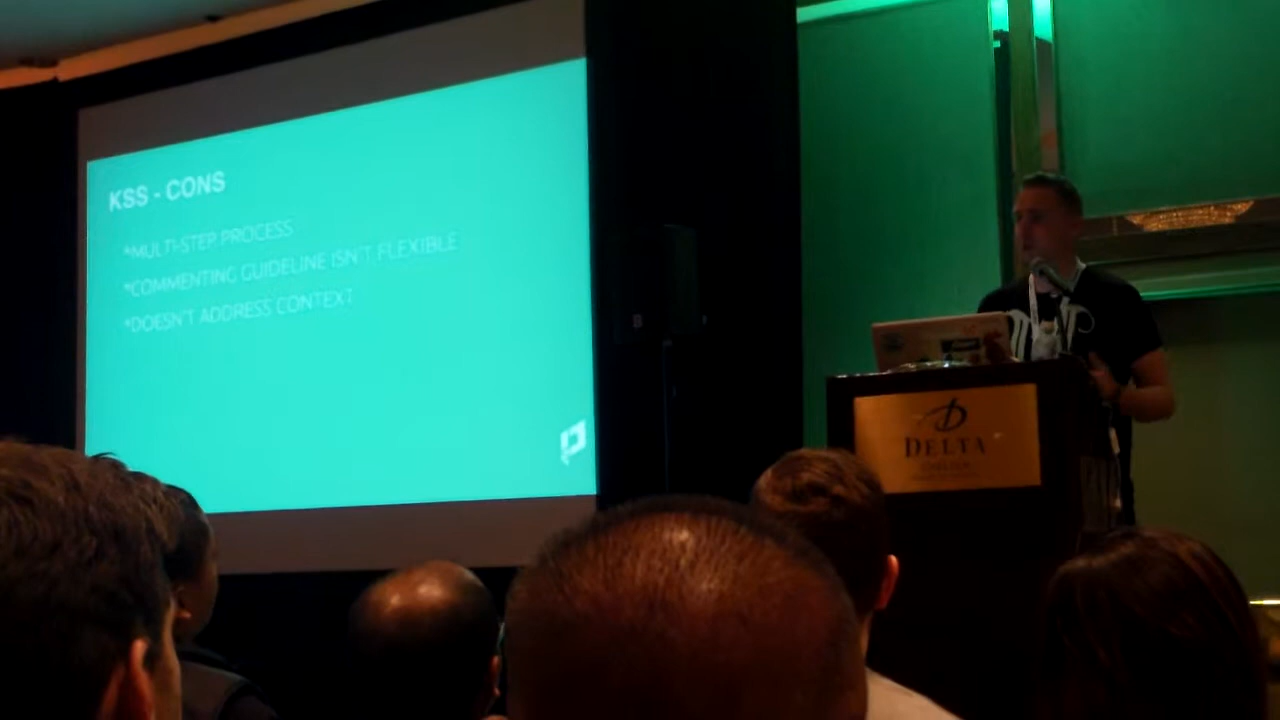 KSS - CONS
*MULTI-STEP PROCESS
*COMMENTING GUIDELINE ISN'T FLEXIBLE
*DOESN'T ADDRESS CONTEXT
DELTA